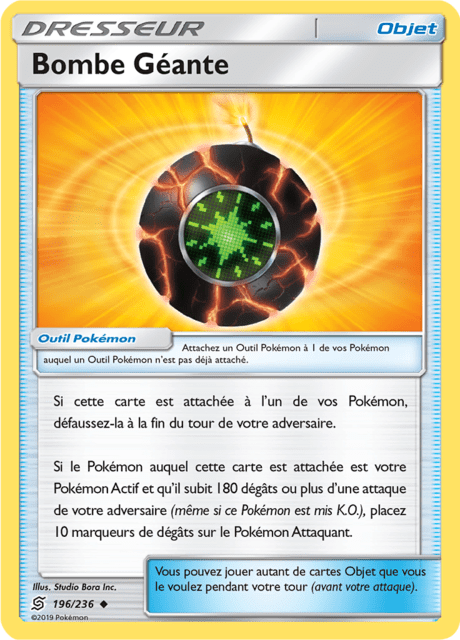 DRESSEUR
Objet
Bombe Géante
Outil Pokémon
Attachez un Outil Pokémon à 1 de vos Pokémon
auquel un Outil Pokémon n'est pas déjà attaché.
Si cette carte est attachée à l'un de vos Pokémon,
défaussez-la à la fin du tour de votre adversaire.
Si le Pokémon auquel cette carte est attachée est votre
Pokémon Actif et qu'il subit 180 dégâts ou plus d'une attaque
de votre adversaire (même si ce Pokémon est mis K.O.), placez
10 marqueurs de dégâts sur le Pokémon Attaquant.
Vous pouvez jouer autant de cartes Objet que vous
le voulez pendant votre tour (avant votre attaque).
Illus. Studio Bora Inc.
196/236
©2019 Pokémon